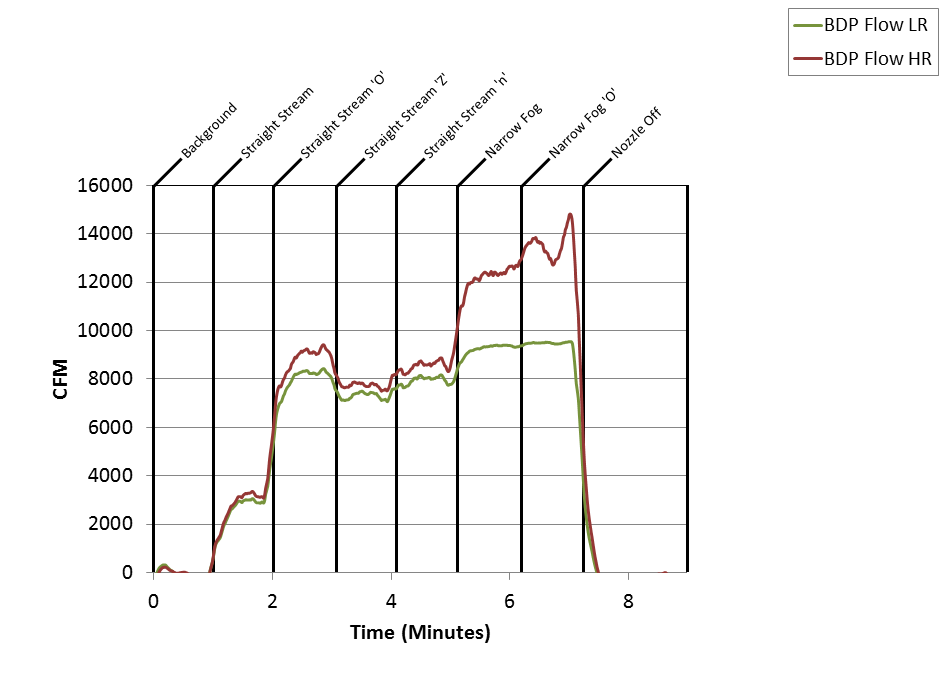 BDP Flow LR
BDP Flow HR
Background
Straight Stream
Straight Stream 'O'
Straight Stream 'Z'
Straight Stream 'n'
Narrow Fog
Narrow Fog 'O'
Nozzle Off
16000
14000
12000
10000
8000
6000
4000
2000
0
CFM
0 2 4 6 8
Time (Minutes)